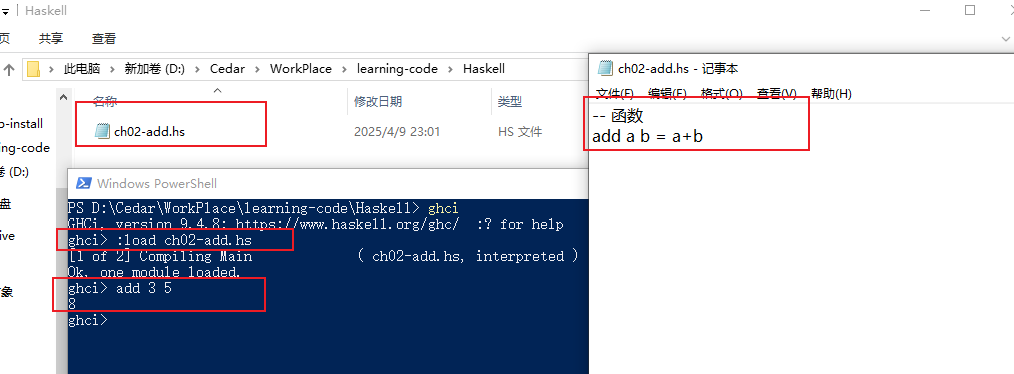 Haskell
页 共享 查看
此电脑 > 新加卷 (D:) > Cedar > WorkPlace > learning-code > Haskell
名称 修改日期 类型
ch02-add.hs 2025/4/9 23:01 HS 文件
o-install
ng-code
(D:)
盘
ive
对象
ch02-add.hs - 记事本
文件(F) 编辑(E) 格式(O) 查看(V) 帮助(H)
-- 函数
add a b = a+b
Windows PowerShell
PS D:\Cedar\WorkPlace\learning-code\Haskell> ghci
GHCi, version 9.4.8: https://www.haskell.org/ghc/ :? for help
ghci> :load ch02-add.hs
[1 of 2] Compiling Main ( ch02-add.hs, interpreted )
Ok, one module loaded.
ghci> add 3 5
8
ghci>